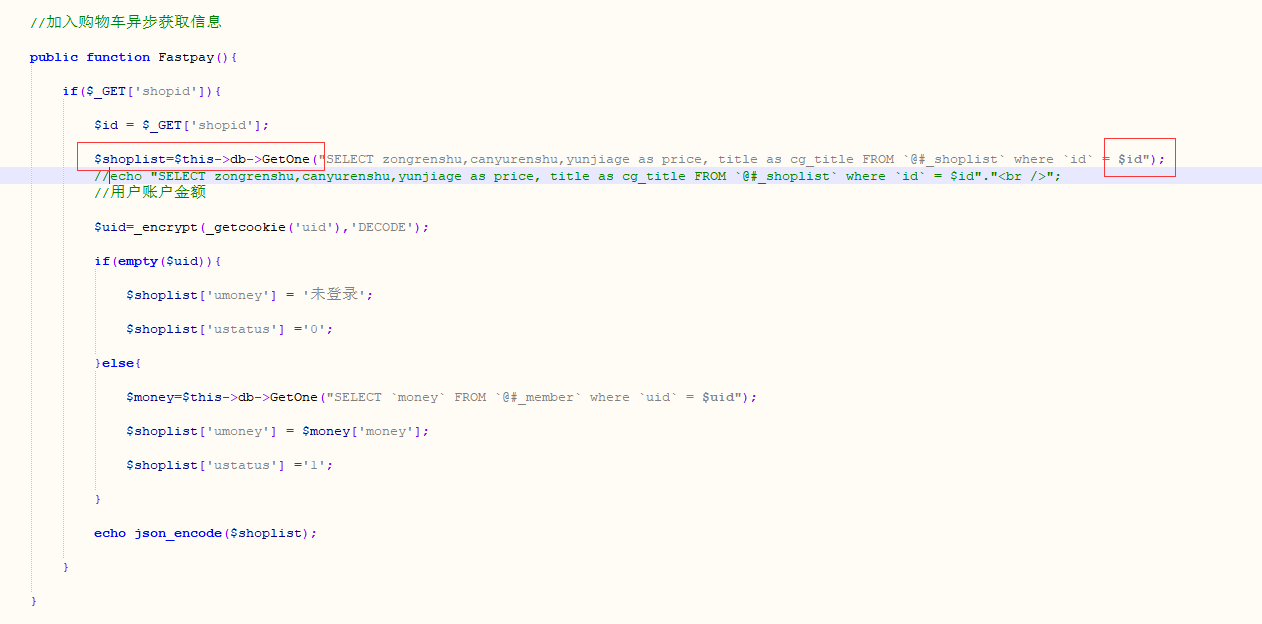 //加入购物车异步获取信息
public function Fastpay(){
if($_GET['shopid']){
$id = $_GET['shopid'];
$shoplist=$this->db->GetOne("SELECT zongrenshu,canyurenshu,yunjiage as price, title as cg_title FROM `@#_shoplist` where `id` = $id");
//echo "SELECT zongrenshu,canyurenshu,yunjiage as price, title as cg_title FROM `@#_shoplist` where `id` = $id"."<br />";
//用户账户金额
$uid=_encrypt(_getcookie('uid'),'DECODE');
if(empty($uid)){
$shoplist['umoney'] = '未登录';
$shoplist['ustatus'] ='0';
}else{
$money=$this->db->GetOne("SELECT `money` FROM `@#_member` where `uid` = $uid");
$shoplist['umoney'] = $money['money'];
$shoplist['ustatus'] ='1';
}
echo json_encode($shoplist);
}
}